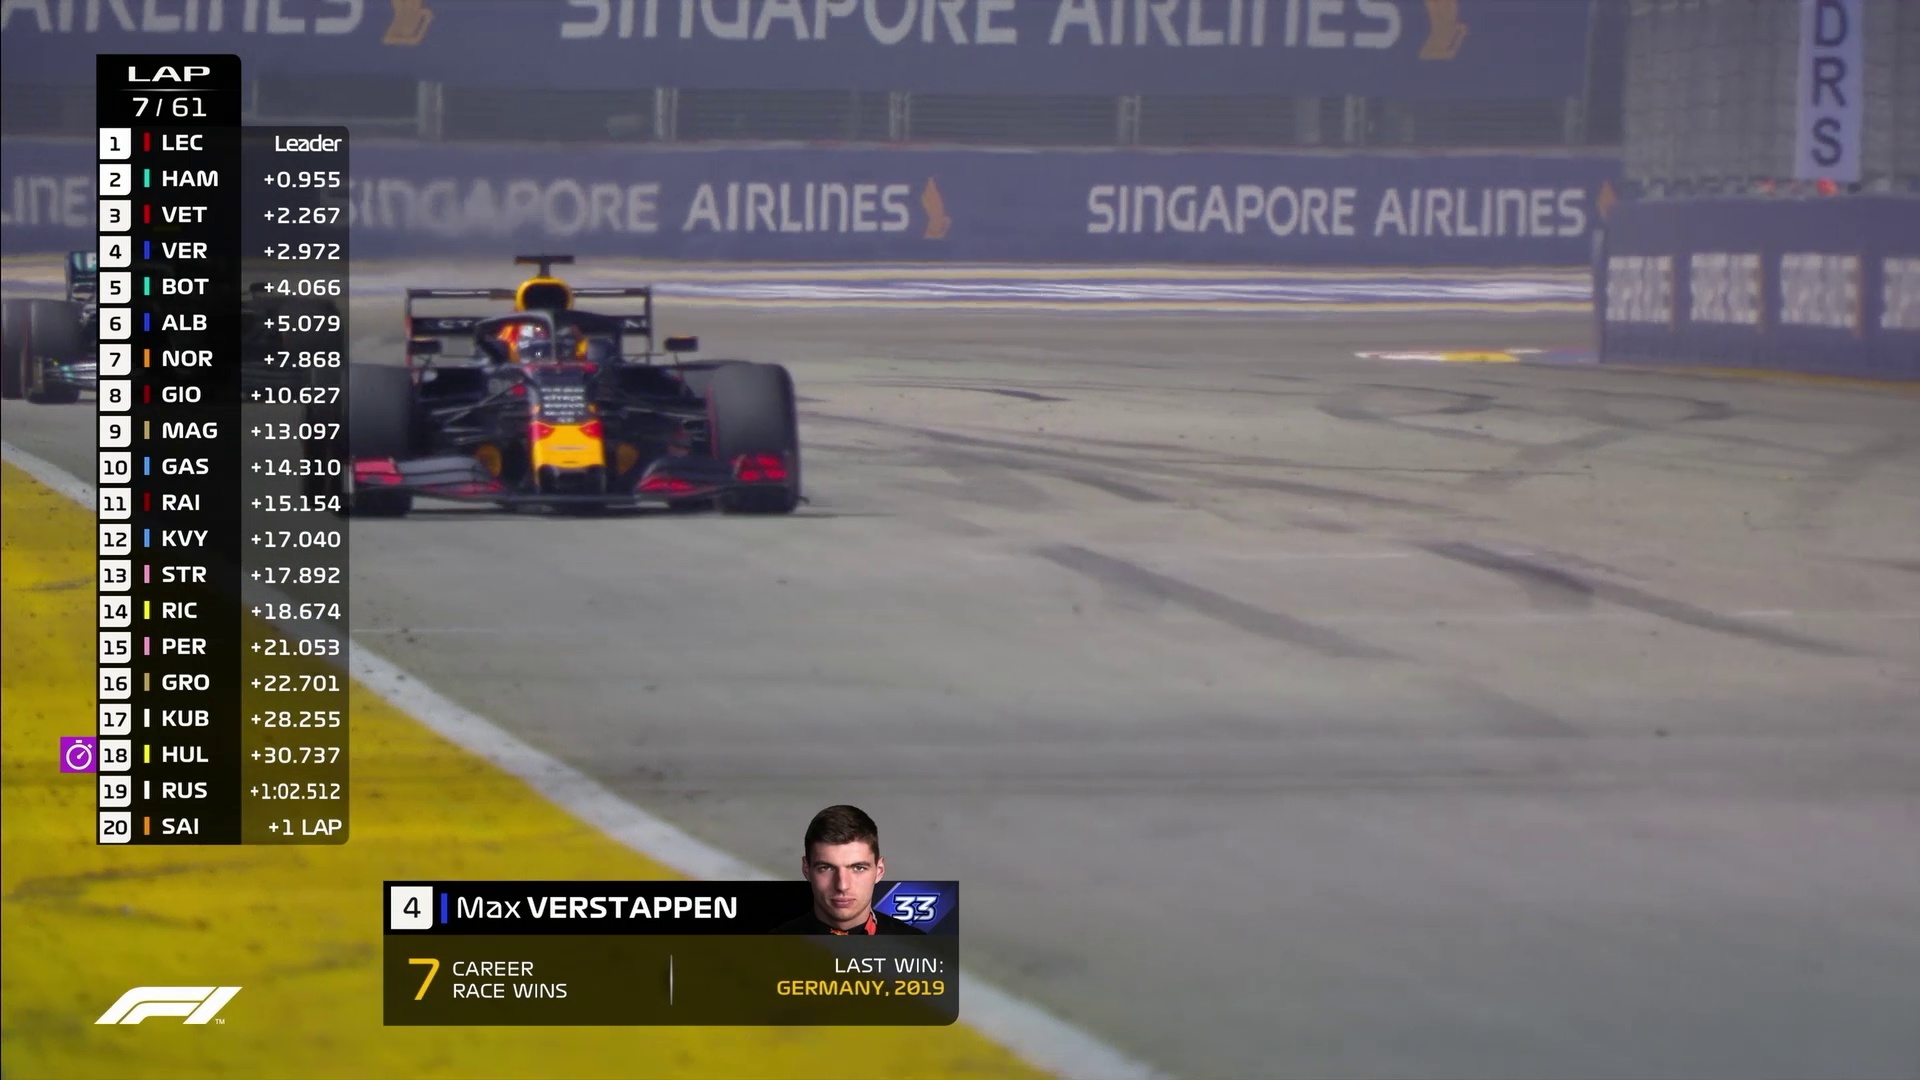 AIRLINES
SINGAPORE AIRLINES
DRS
SINGAPORE AIRLINES
SINGAPORE AIRLINES
LAP
7 / 61
1 LEC Leader
2 HAM +0.955
3 VET +2.267
4 VER +2.972
5 BOT +4.066
6 ALB +5.079
7 NOR +7.868
8 GIO +10.627
9 MAG +13.097
10 GAS +14.310
11 RAI +15.154
12 KVY +17.040
13 STR +17.892
14 RIC +18.674
15 PER +21.053
16 GRO +22.701
17 KUB +28.255
18 HUL +30.737
19 RUS +1:02.512
20 SAI +1 LAP
4 Max VERSTAPPEN 33
7 CAREER
RACE WINS
LAST WIN:
GERMANY, 2019
F1
TM